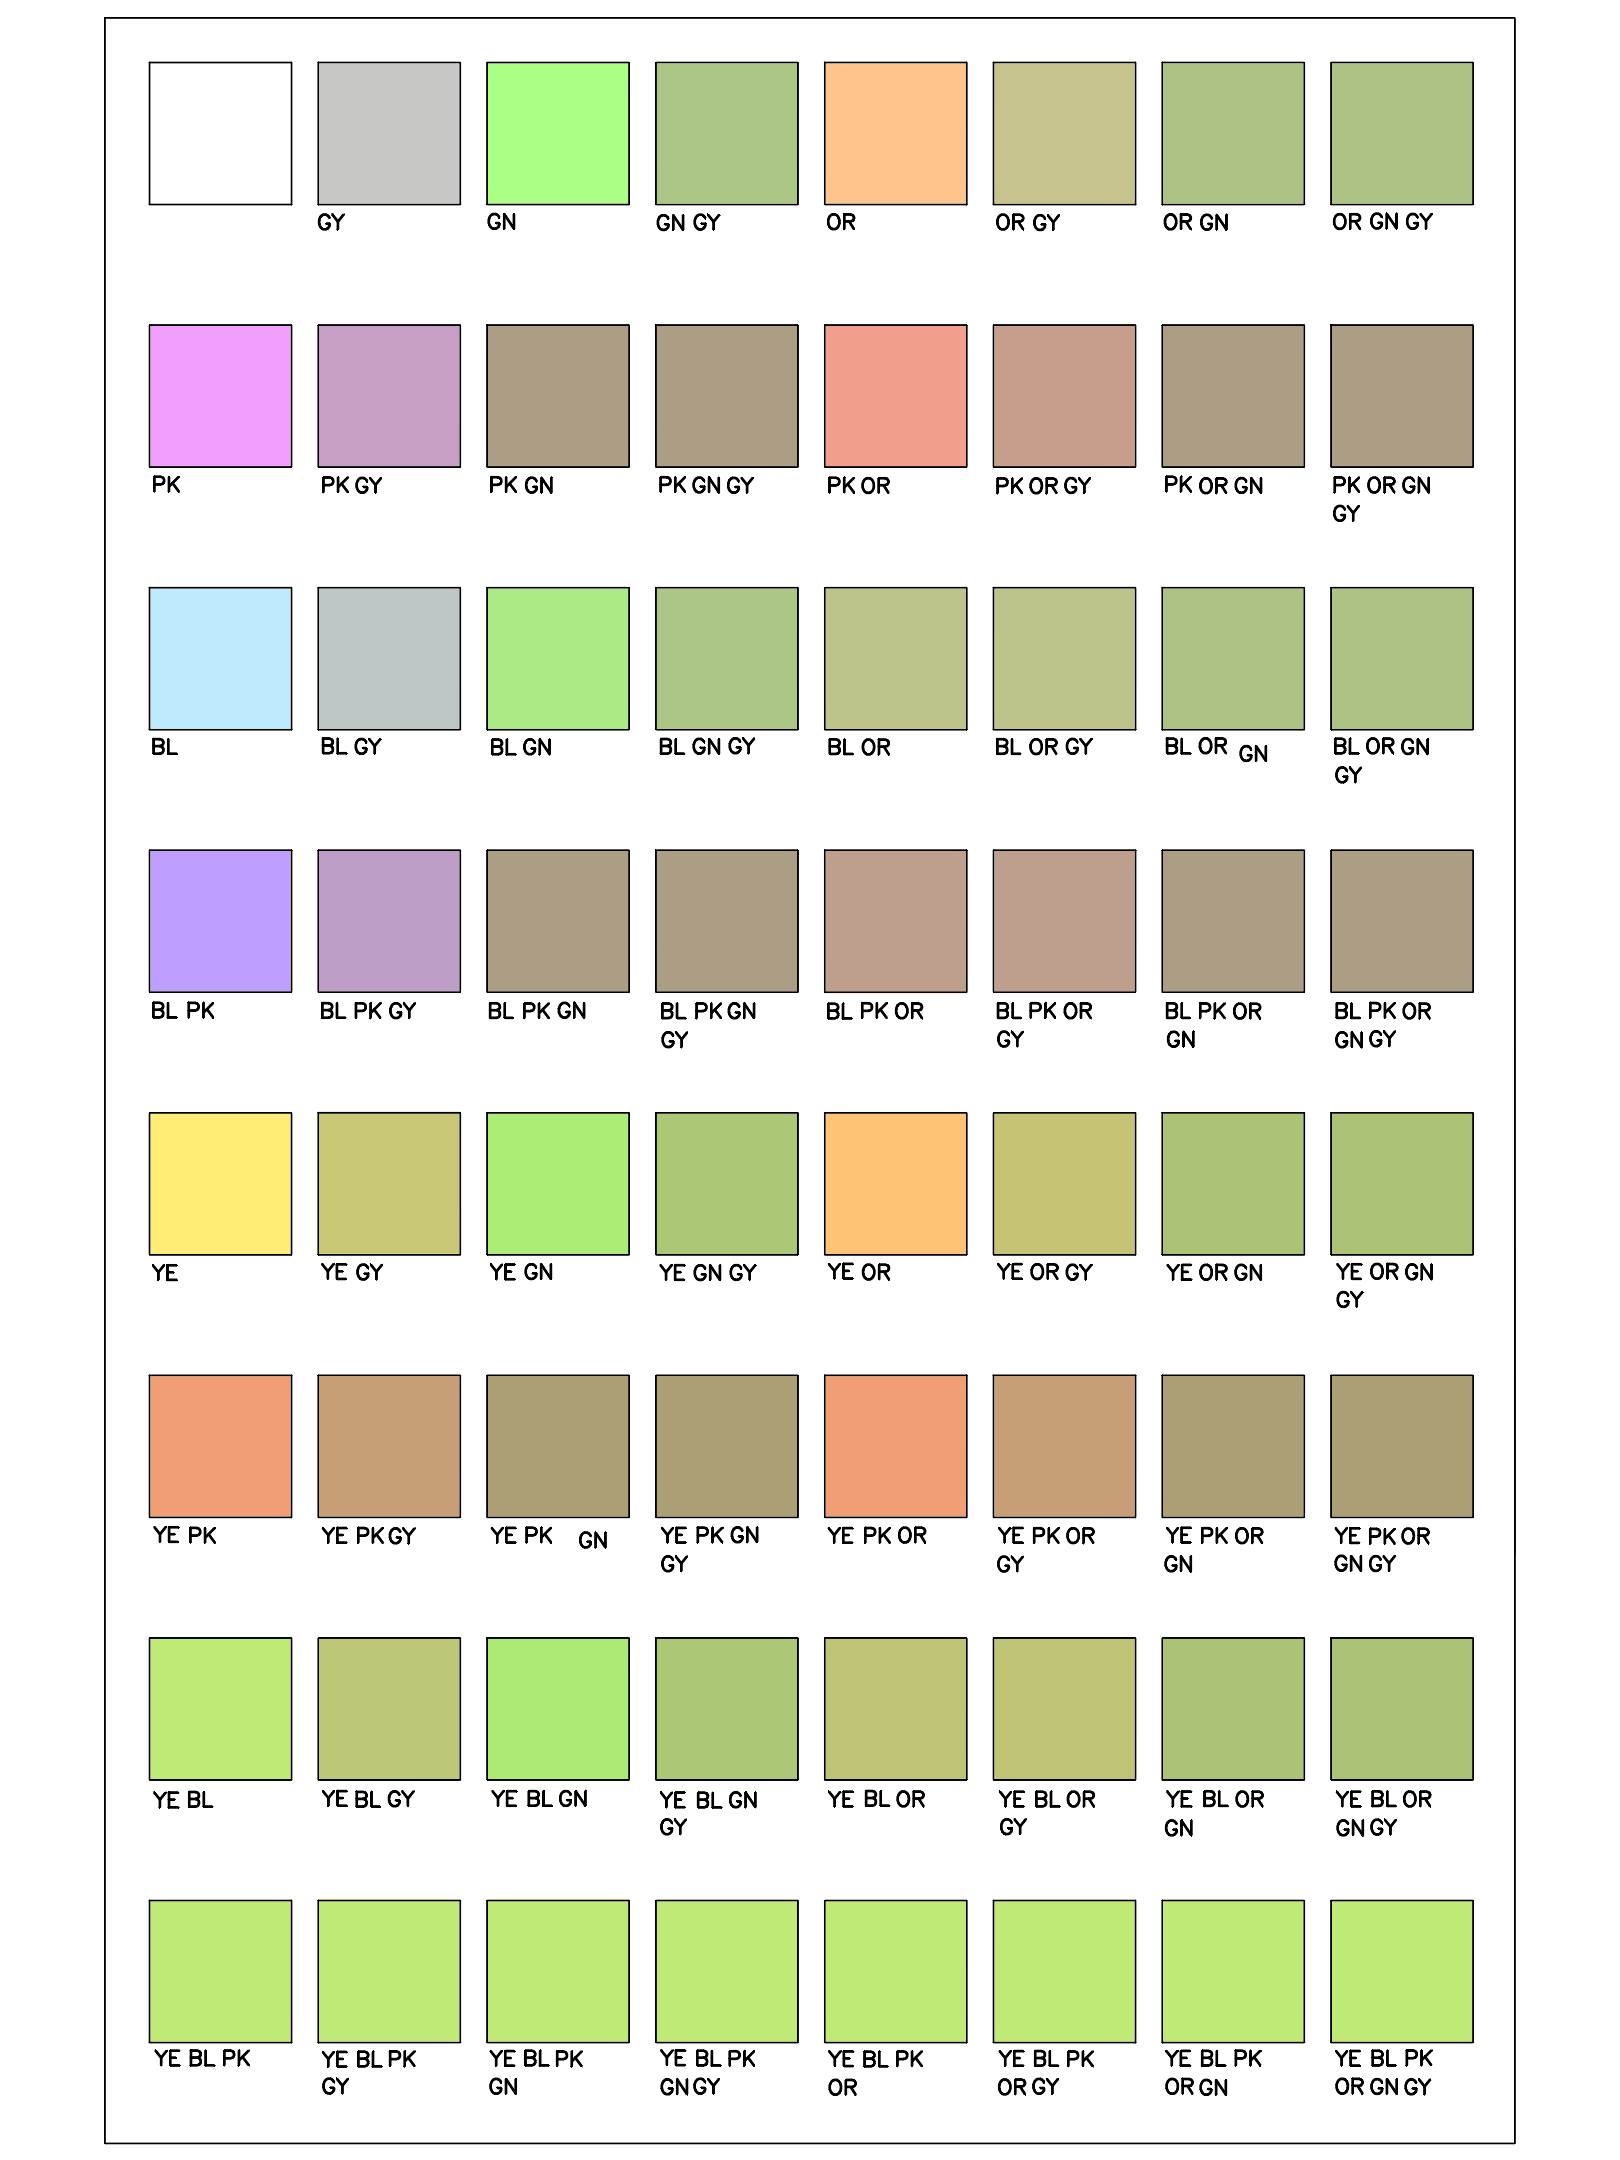 GY
GN
GN GY
OR
OR GY
OR GN
OR GN GY
PK
PK GY
PK GN
PK GN GY
PK OR
PK OR GY
PK OR GN
PK OR GN
GY
BL
BL GY
BL GN
BL GN GY
BL OR
BL OR GY
BL OR GN
BL OR GN
GY
BL PK
BL PK GY
BL PK GN
BL PK GN
GY
BL PK OR
BL PK OR
GY
BL PK OR
GN
BL PK OR
GN GY
YE
YE GY
YE GN
YE GN GY
YE OR
YE OR GY
YE OR GN
YE OR GN
GY
YE PK
YE PK GY
YE PK GN
YE PK GN
GY
YE PK OR
YE PK OR
GY
YE PK OR
GN
YE PK OR
GN GY
YE BL
YE BL GY
YE BL GN
YE BL GN
GY
YE BL OR
YE BL OR
GY
YE BL OR
GN
YE BL OR
GN GY
YE BL PK
YE BL PK
GY
YE BL PK
GN
YE BL PK
GN GY
YE BL PK
OR
YE BL PK
OR GY
YE BL PK
OR GN
YE BL PK
OR GN GY